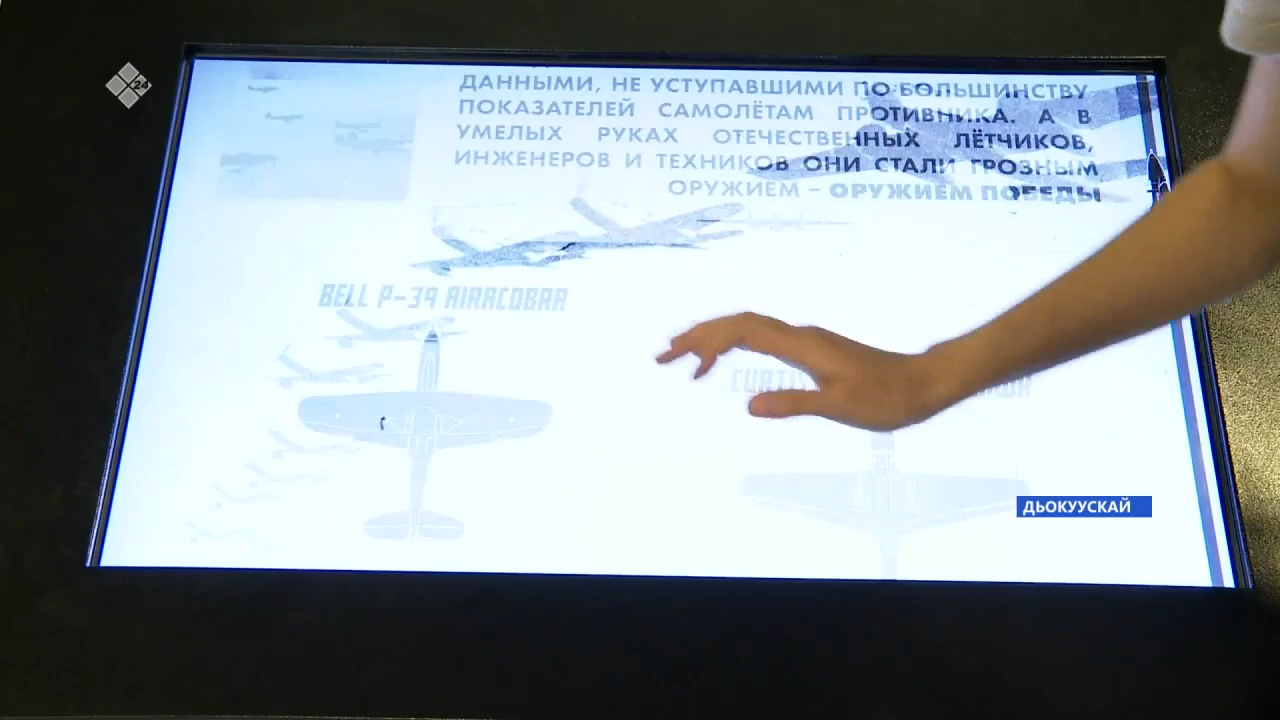 X24
ДАННЫМИ, НЕ УСТУПАВШИМИ ПО БОЛЬШИНСТВУ
ПОКАЗАТЕЛЕЙ САМОЛЁТАМ ПРОТИВНИКА. А В
УМЕЛЫХ РУКАХ ОТЕЧЕСТВЕННЫХ ЛЁТЧИКОВ,
ИНЖЕНЕРОВ И ТЕХНИКОВ ОНИ СТАЛИ ГРОЗНЫМ
ОРУЖИЕМ – ОРУЖИЕМ ПОБЕДЫ
BELL P-39 AIRACOBRA
ДЬОКУУСКАЙ